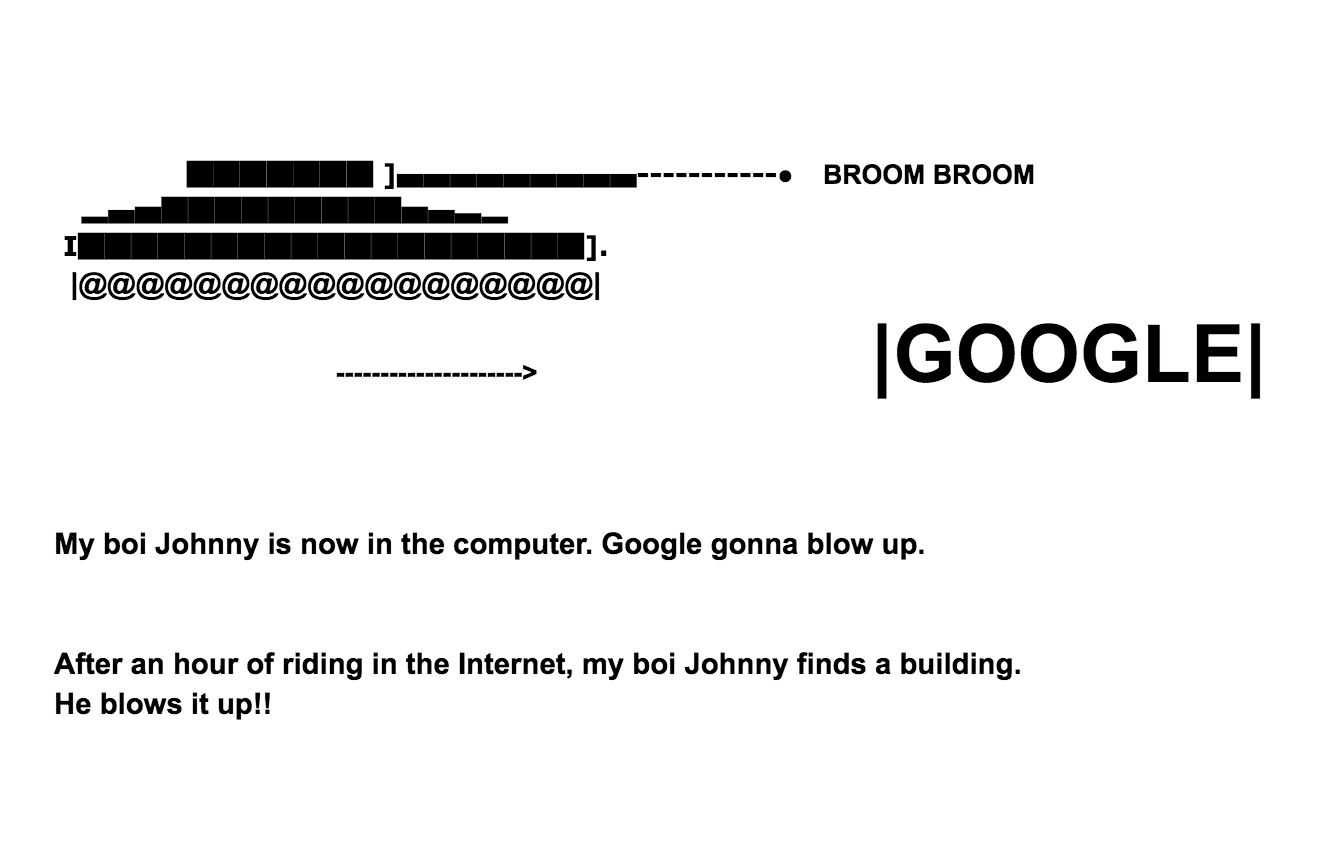 ███████ ]▄▄▄▄▄▄▄▄▄-----------● BROOM BROOM
▂▄▅█████████▅▄▃▂
I███████████████████].
|@@@@@@@@@@@@@@@@@@|
|GOOGLE|
--------------------->
My boi Johnny is now in the computer. Google gonna blow up.
After an hour of riding in the Internet, my boi Johnny finds a building.
He blows it up!!